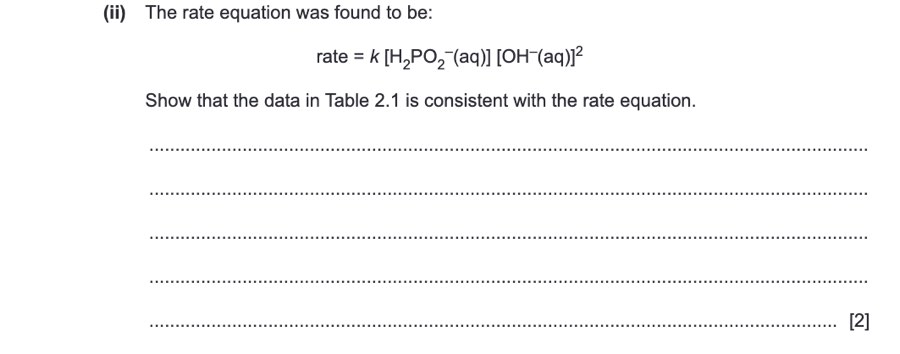 (ii) The rate equation was found to be:
rate = k [H₂PO₂⁻(aq)] [OH⁻(aq)]²
Show that the data in Table 2.1 is consistent with the rate equation.
................................................................................
................................................................................
................................................................................
................................................................................
................................................................................ [2]